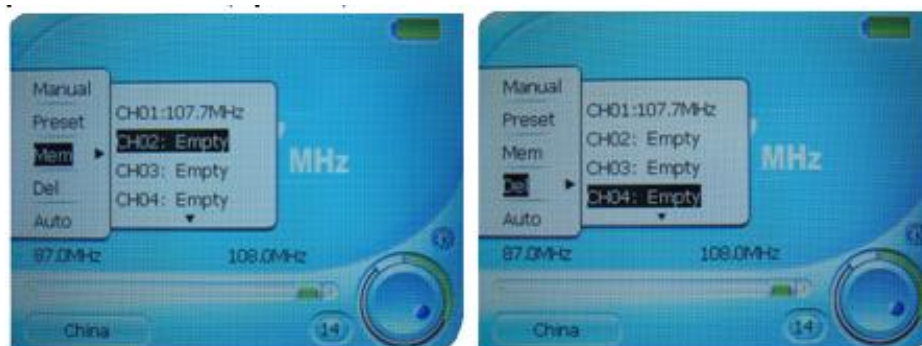 Manual
Preset
Mem
Del
Auto
CH01:107.7MHz
CH02: Empty
CH03: Empty
CH04: Empty
MHz
87.0MHz
108.0MHz
China
14
Manual
Preset
Mem
Del
Auto
CH01:107.7MHz
CH02: Empty
CH03: Empty
CH04: Empty
MHz
87.0MHz
108.0MHz
China
14